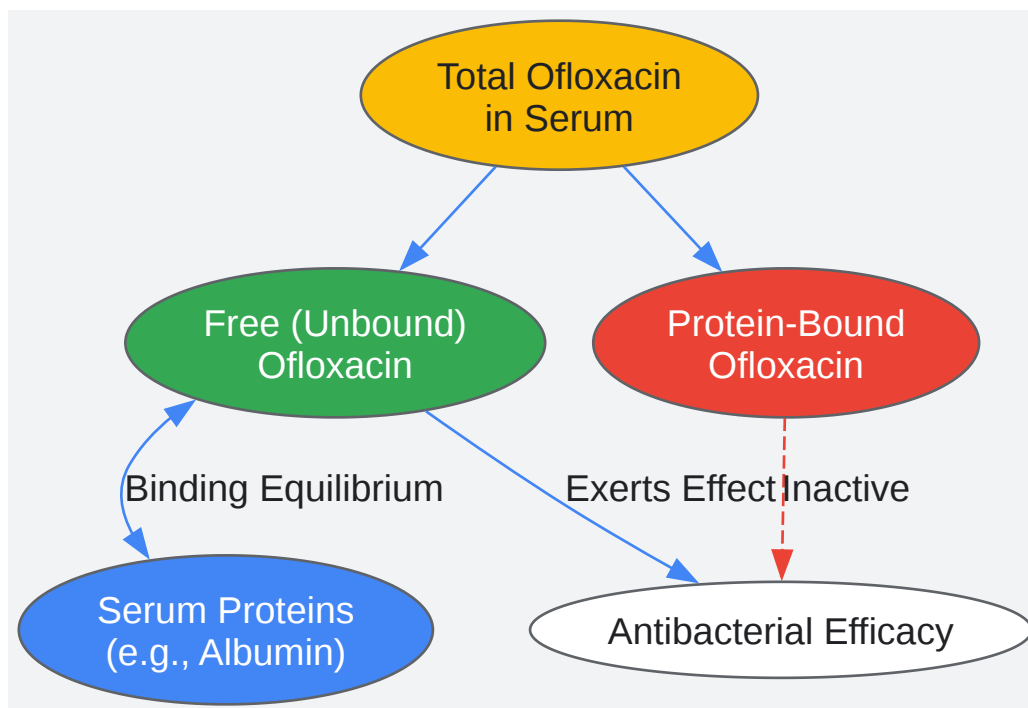 Total Ofloxacin
in Serum
Free (Unbound)
Ofloxacin
Protein-Bound
Ofloxacin
Binding Equilibrium
Exerts Effect
Inactive
Serum Proteins
(e.g., Albumin)
Antibacterial Efficacy